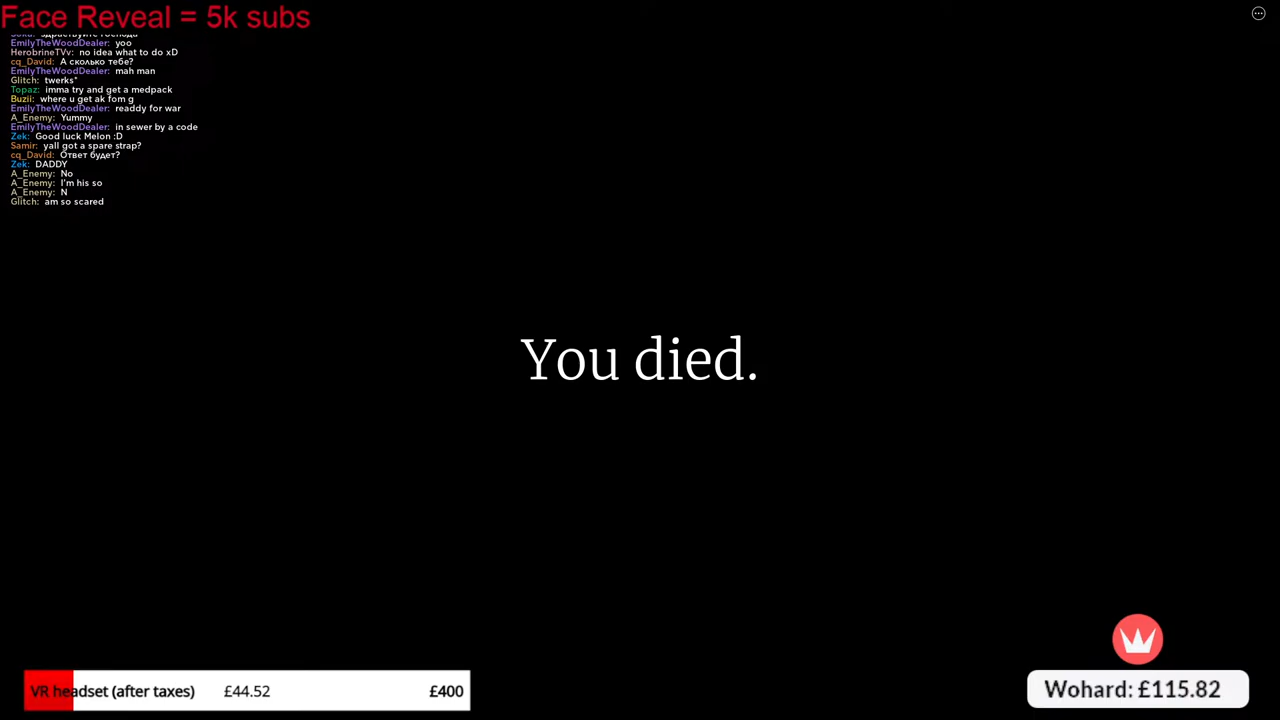 Face Reveal = 5k subs
Soxa: Здраствуйте господа
EmilyTheWoodDealer: yoo
HerobrineTVv: no idea what to do xD
cq_David: А сколько тебе?
EmilyTheWoodDealer: mah man
Glitch: twerks*
Topaz: imma try and get a medpack
Buzii: where u get ak fom g
EmilyTheWoodDealer: readdy for war
A_Enemy: Yummy
EmilyTheWoodDealer: in sewer by a code
Zek: Good luck Melon :D
Samir: yall got a spare strap?
cq_David: Ответ будет?
Zek: DADDY
A_Enemy: No
A_Enemy: I'm his so
A_Enemy: N
Glitch: am so scared
You died.
VR headset (after taxes) £44.52 £400
Wohard: £115.82